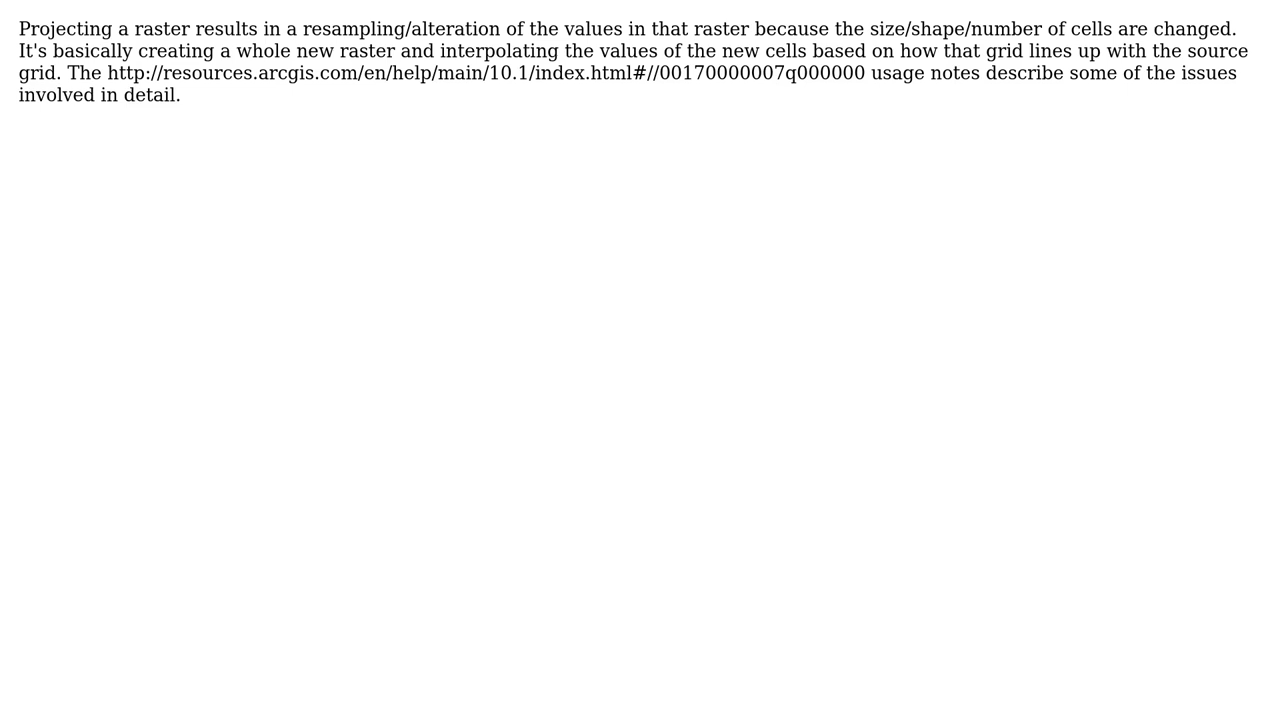 Projecting a raster results in a resampling/alteration of the values in that raster because the size/shape/number of cells are changed.
It's basically creating a whole new raster and interpolating the values of the new cells based on how that grid lines up with the source
grid. The http://resources.arcgis.com/en/help/main/10.1/index.html#//00170000007q000000 usage notes describe some of the issues
involved in detail.